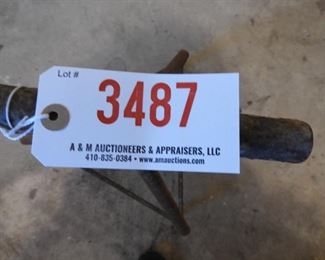 Lot #
3487
A & M AUCTIONEERS & APPRAISERS, LLC
410-835-0384 • www.amauctions.com